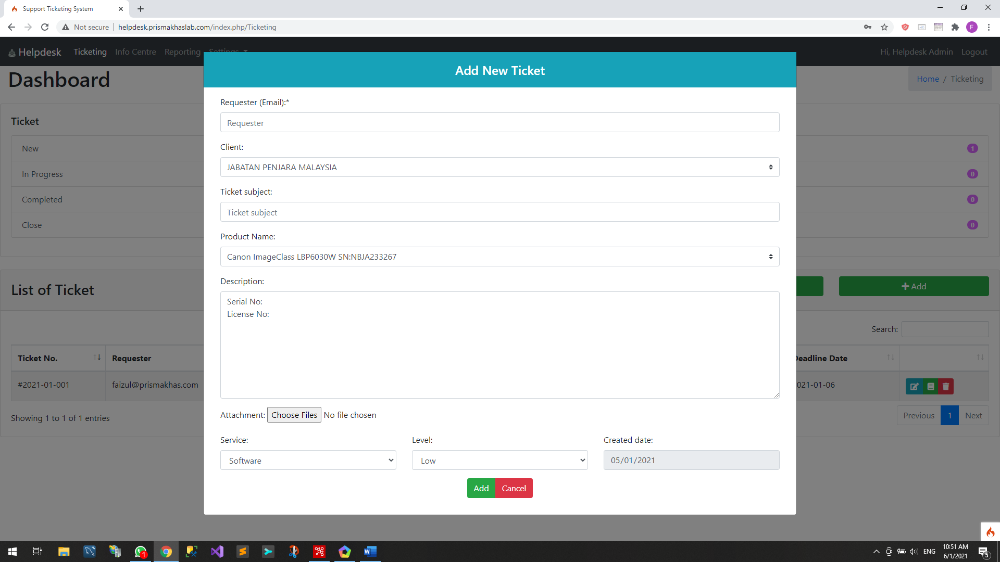 Support Ticketing System
Not secure
helpdesk.prismakhaslab.com/index.php/Ticketing
F
Helpdesk
Ticketing
Info Centre
Reporting
Hi, Helpdesk Admin
Logout
Dashboard
Home / Ticketing
Add New Ticket
Requester (Email):*
Requester
Client:
JABATAN PENJARA MALAYSIA
Ticket subject:
Ticket subject
Product Name:
Canon ImageClass LBP6030W SN:NBJA233267
Description:
Serial No:
License No:
Attachment: Choose Files No file chosen
Service:
Software
Level:
Low
Created date:
05/01/2021
Add
Cancel
Ticket
New
1
In Progress
0
Completed
0
Close
0
List of Ticket
Add
Search:
Ticket No.
Requester
Deadline Date
#2021-01-001
faizul@prismakhas.com
021-01-06
Showing 1 to 1 of 1 entries
Previous
1
Next
1
ENG
10:51 AM
6/1/2021
5